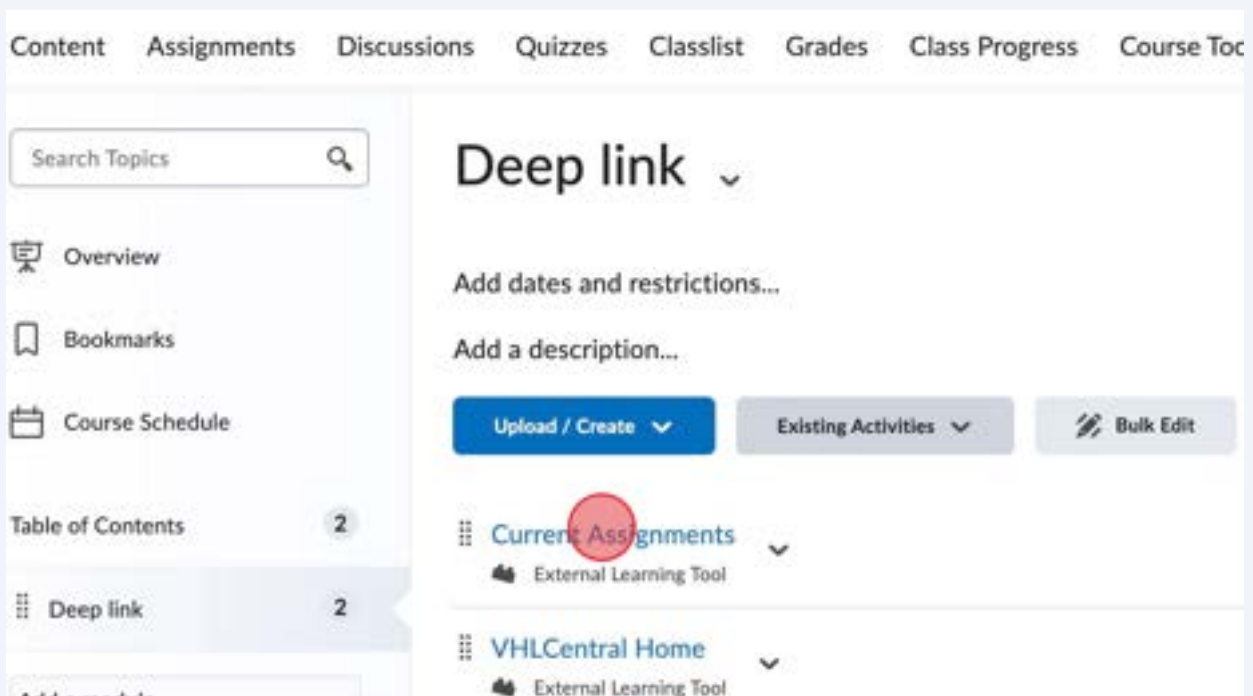 Content Assignments Discussions Quizzes Classlist Grades Class Progress Course Too
Search Topics
Overview
Bookmarks
Course Schedule
Table of Contents 2
Deep link 2
Deep link
Add dates and restrictions...
Add a description...
Upload / Create Existing Activities Bulk Edit
Current Assignments
External Learning Tool
VHLCentral Home
External Learning Tool